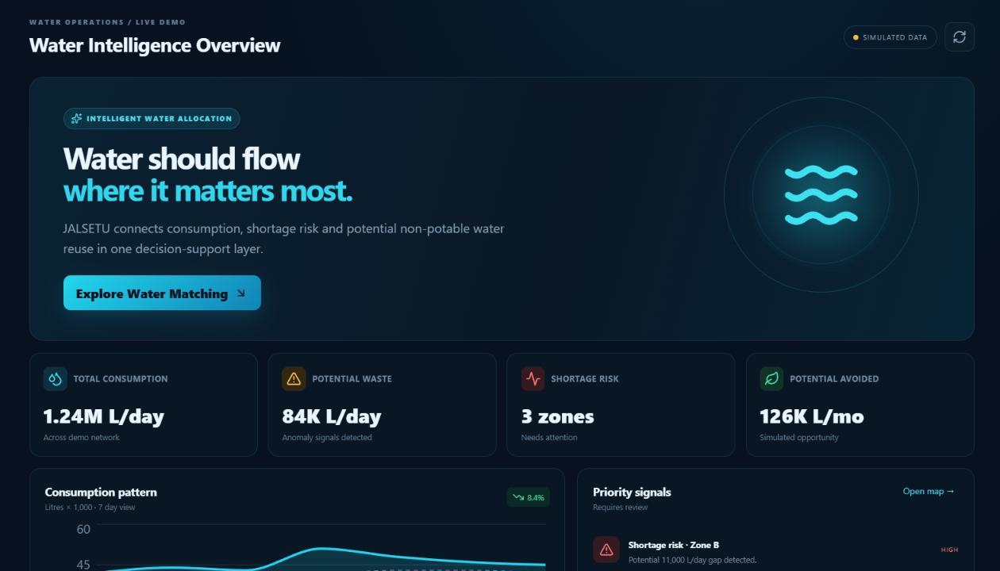 WATER OPERATIONS / LIVE DEMO
Water Intelligence Overview
SIMULATED DATA
INTELLIGENT WATER ALLOCATION
Water should flow
where it matters most.
JALSETU connects consumption, shortage risk and potential non-potable water
reuse in one decision-support layer.
Explore Water Matching ↘
TOTAL CONSUMPTION
1.24M L/day
Across demo network
POTENTIAL WASTE
84K L/day
Anomaly signals detected
SHORTAGE RISK
3 zones
Needs attention
POTENTIAL AVOIDED
126K L/mo
Simulated opportunity
Consumption pattern
Litres × 1,000 · 7 day view
8.4%
60
45
Priority signals
Requires review
Open map →
Shortage risk · Zone B
Potential 11,000 L/day gap detected.
HIGH